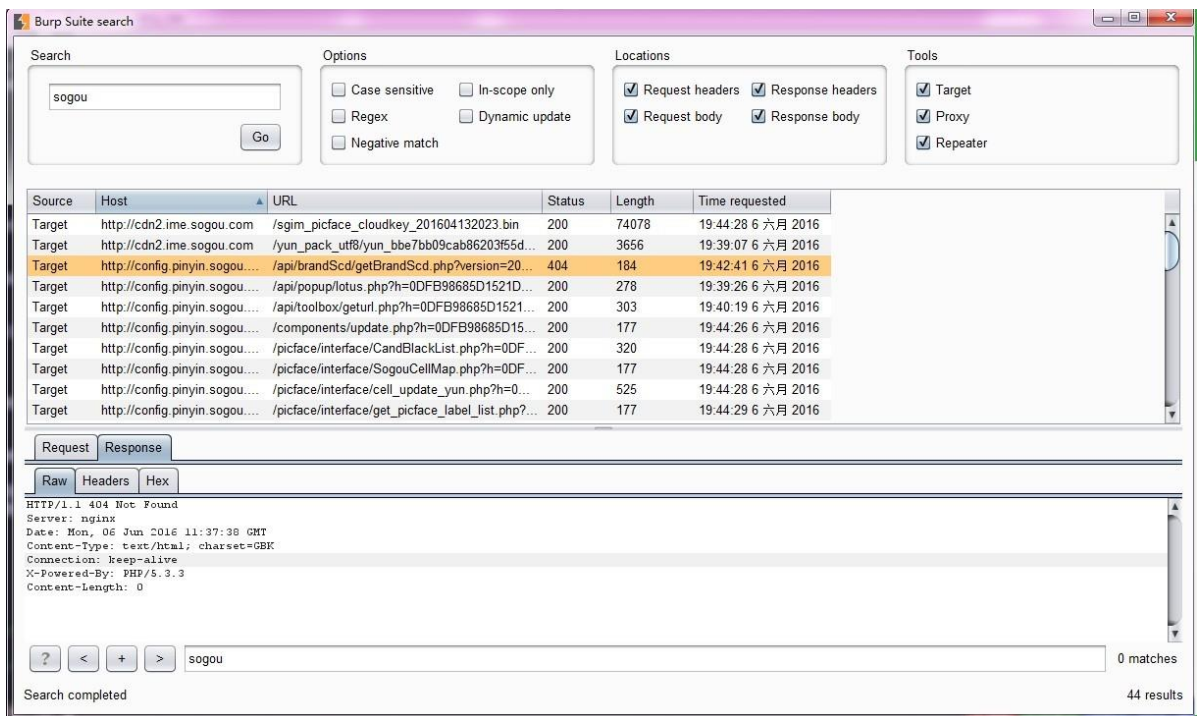 Burp Suite search
Search Options Locations Tools
sogou
Go
Case sensitive In-scope only
Regex Dynamic update
Negative match
Request headers Response headers
Request body Response body
Target
Proxy
Repeater
Source Host URL Status Length Time requested
Target http://cdn2.ime.sogou.com /sgim_picface_cloudkey_201604132023.bin 200 74078 19:44:28 6 六月 2016
Target http://cdn2.ime.sogou.com /yun_pack_utf8/yun_bbe7bb09cab86203f55d... 200 3656 19:39:07 6 六月 2016
Target http://config.pinyin.sogou.... /api/brandScd/getBrandScd.php?version=20... 404 184 19:42:41 6 六月 2016
Target http://config.pinyin.sogou.... /api/popup/lotus.php?h=0DFB98685D1521D... 200 278 19:39:26 6 六月 2016
Target http://config.pinyin.sogou.... /api/toolbox/geturl.php?h=0DFB98685D1521... 200 303 19:40:19 6 六月 2016
Target http://config.pinyin.sogou.... /components/update.php?h=0DFB98685D15... 200 177 19:44:26 6 六月 2016
Target http://config.pinyin.sogou.... /picface/interface/CandBlackList.php?h=0DF... 200 320 19:44:28 6 六月 2016
Target http://config.pinyin.sogou.... /picface/interface/SogouCellMap.php?h=0DF... 200 177 19:44:28 6 六月 2016
Target http://config.pinyin.sogou.... /picface/interface/cell_update_yun.php?h=0... 200 525 19:44:28 6 六月 2016
Target http://config.pinyin.sogou.... /picface/interface/get_picface_label_list.php?... 200 177 19:44:29 6 六月 2016
Request Response
Raw Headers Hex
HTTP/1.1 404 Not Found
Server: nginx
Date: Mon, 06 Jun 2016 11:37:38 GMT
Content-Type: text/html; charset=GBK
Connection: keep-alive
X-Powered-By: PHP/5.3.3
Content-Length: 0
? < + > sogou 0 matches
Search completed 44 results